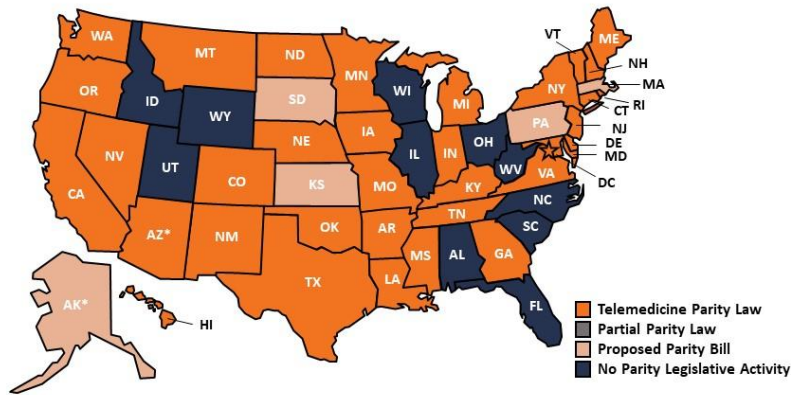 WA
MT
ND
MN
VT
ME
NH
MA
RI
CT
OR
ID
WY
SD
WI
MI
NY
PA
NJ
DE
MD
DC
NV
UT
CO
NE
IA
IL
IN
OH
WV
VA
CA
KS
MO
KY
NC
AZ*
NM
OK
AR
TN
SC
TX
LA
MS
AL
GA
FL
AK*
HI
Telemedicine Parity Law
Partial Parity Law
Proposed Parity Bill
No Parity Legislative Activity